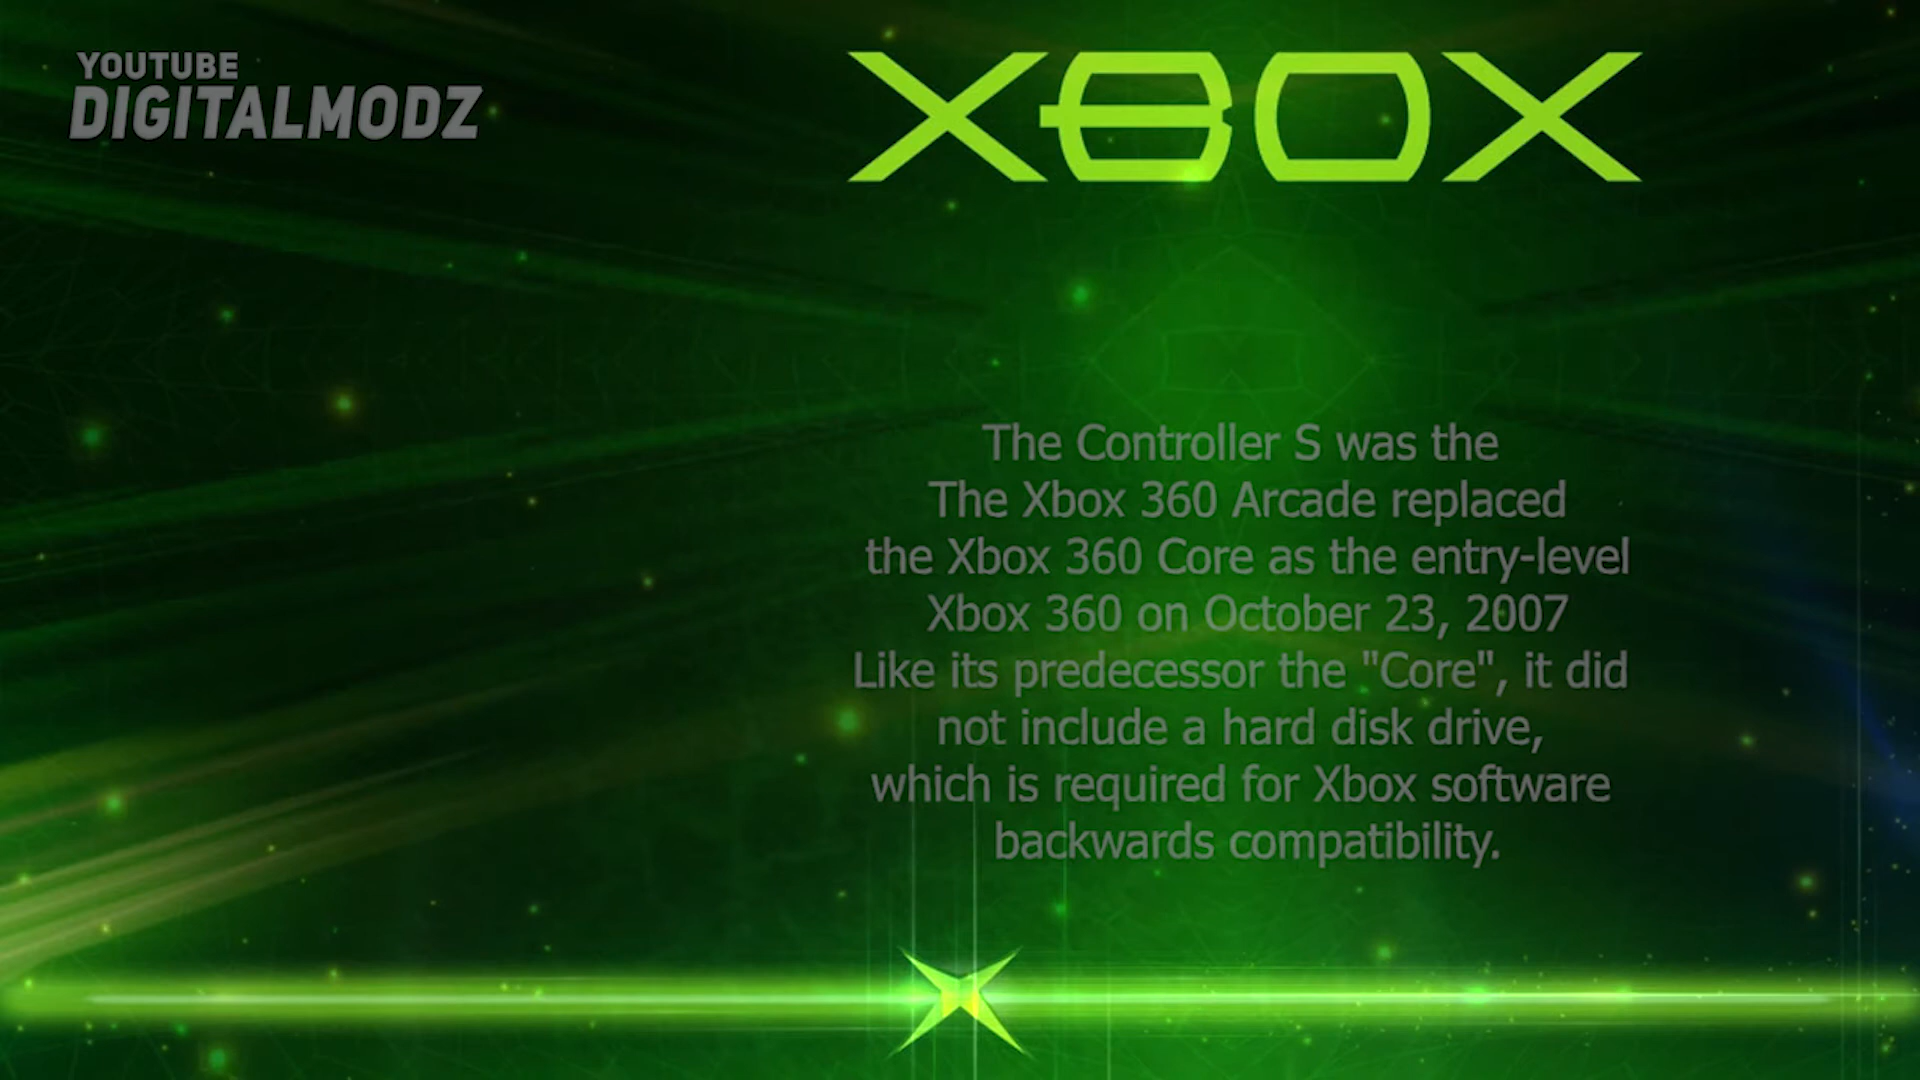 YOUTUBE
DIGITALMODZ
XBOX
The Controller S was the
The Xbox 360 Arcade replaced
the Xbox 360 Core as the entry-level
Xbox 360 on October 23, 2007
Like its predecessor the "Core", it did
not include a hard disk drive,
which is required for Xbox software
backwards compatibility.